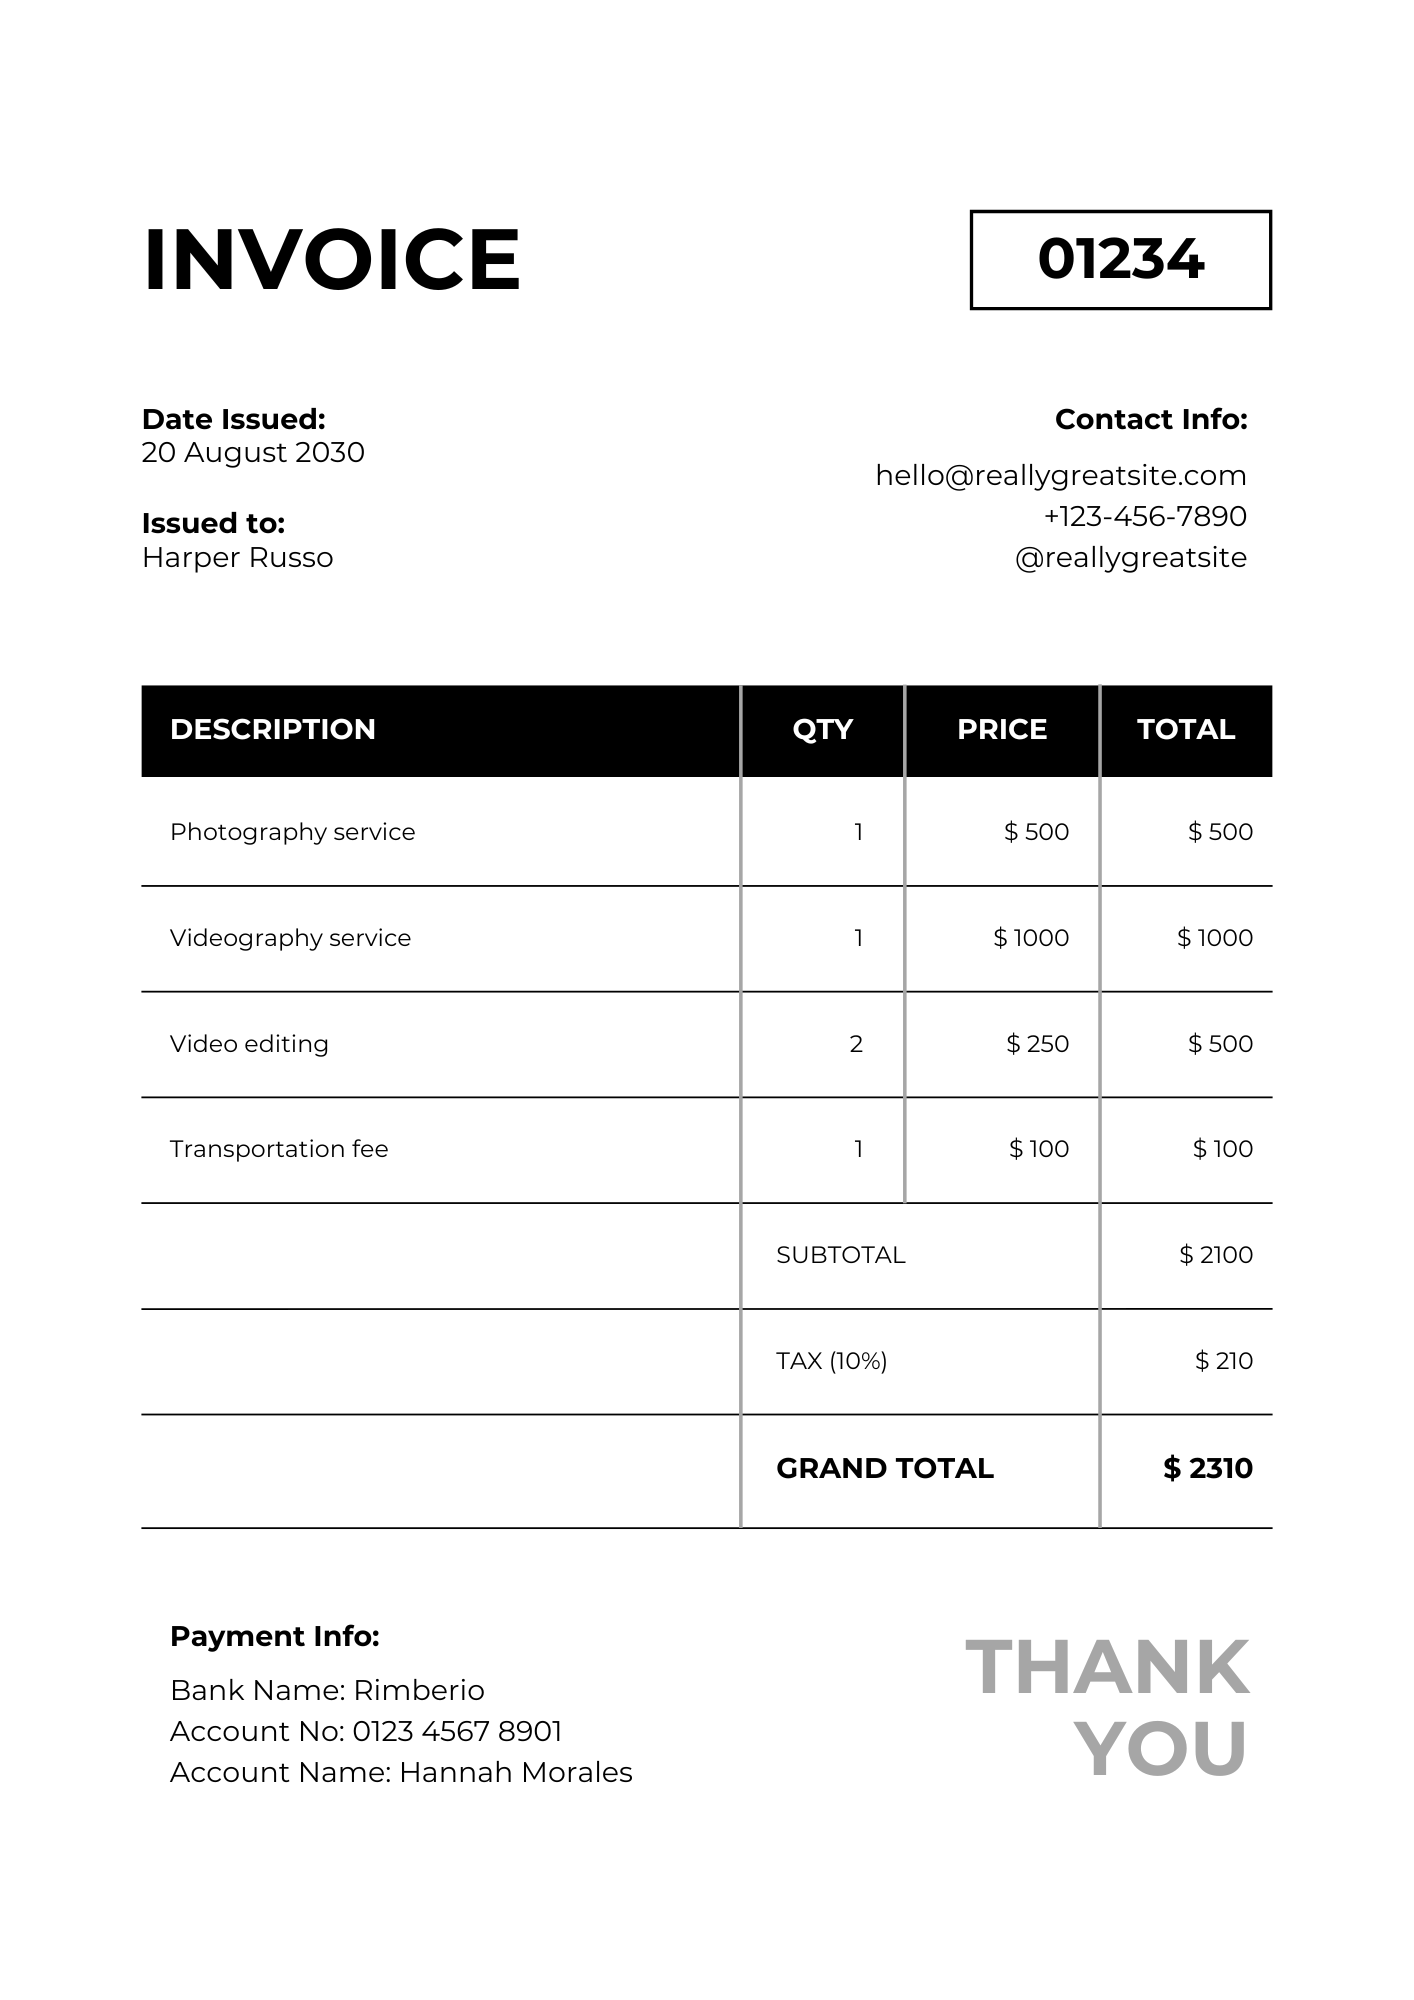 INVOICE
01234
Date Issued:
20 August 2030
Issued to:
Harper Russo
Contact Info:
hello@reallygreatsite.com
+123-456-7890
@reallygreatsite
DESCRIPTION QTY PRICE TOTAL
Photography service 1 $ 500 $ 500
Videography service 1 $ 1000 $ 1000
Video editing 2 $ 250 $ 500
Transportation fee 1 $ 100 $ 100
SUBTOTAL $ 2100
TAX (10%) $ 210
GRAND TOTAL $ 2310
Payment Info:
Bank Name: Rimberio
Account No: 0123 4567 8901
Account Name: Hannah Morales
THANK
YOU